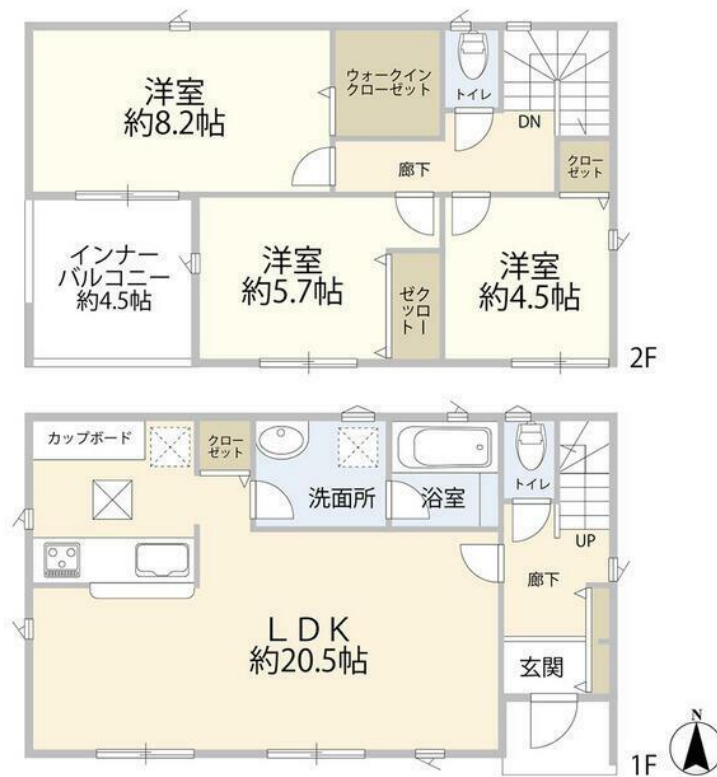 洋室
約8.2帖
ウォークイン
クローゼット
トイレ
DN
廊下
クロー
ゼット
インナー
バルコニー
約4.5帖
洋室
約5.7帖
クロー
ゼット
洋室
約4.5帖
2F
カップボード
クロー
ゼット
洗面所
浴室
トイレ
UP
廊下
LDK
約20.5帖
玄関
N
1F